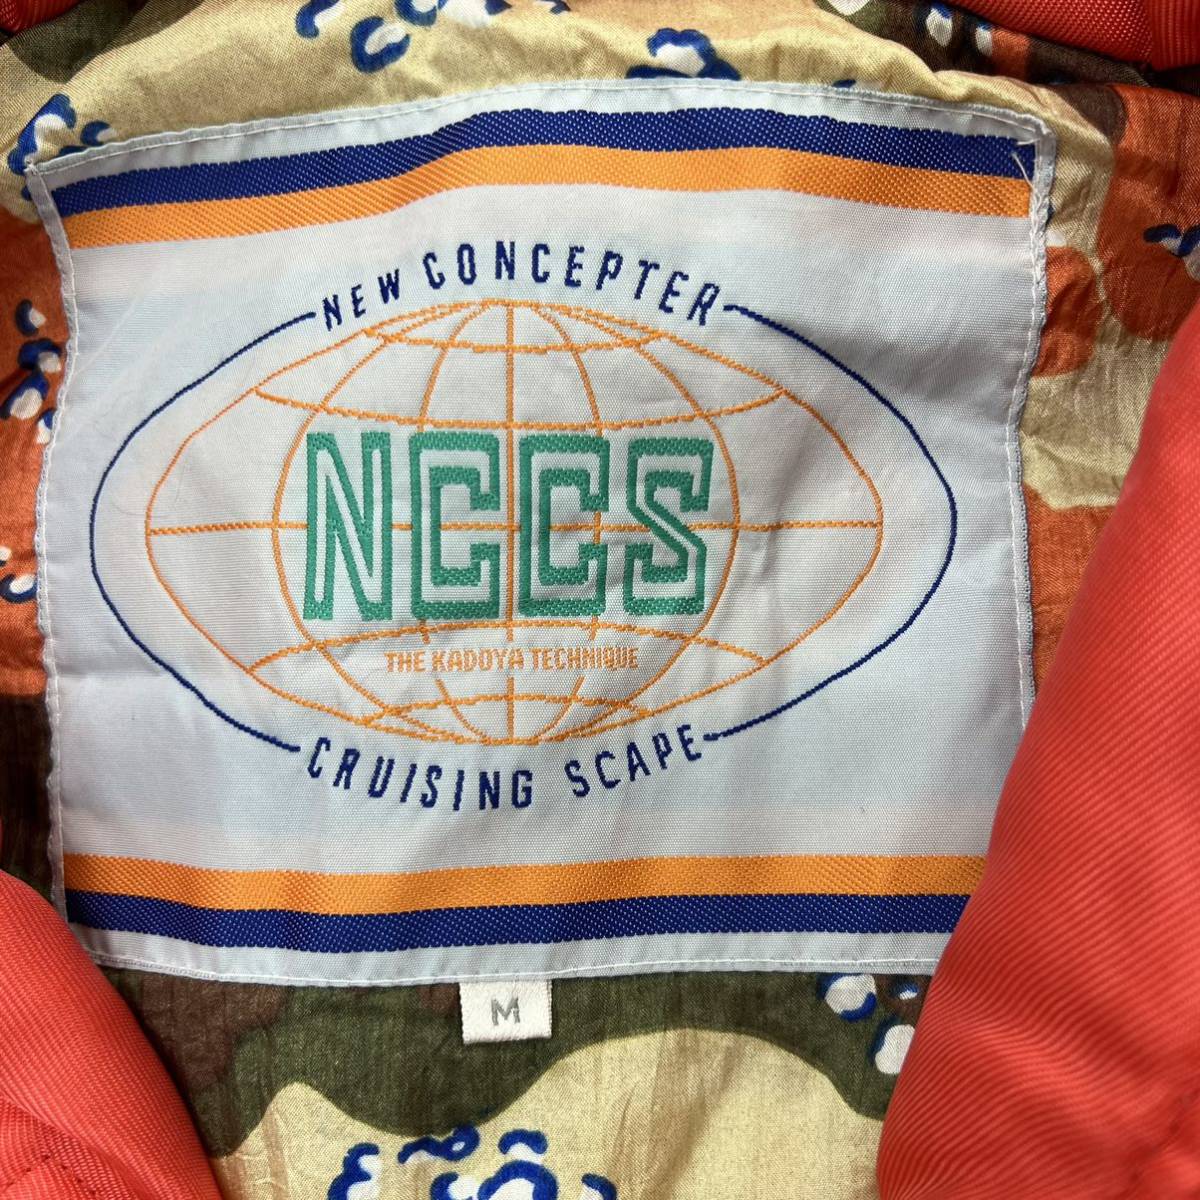 NEW CONCEPTER
NCCS
THE KADOYA TECHNIQUE
CRUISING SCAPE
M